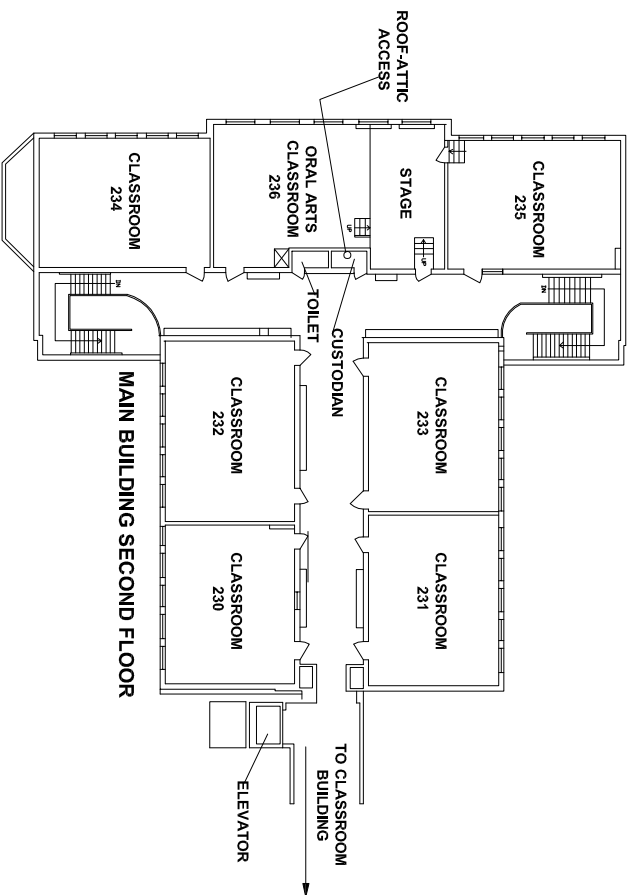 ROOF-ATTIC
ACCESS
CLASSROOM
234
ORAL ARTS
CLASSROOM
236
STAGE
CLASSROOM
235
UP
UP
DN
DN
TOILET
CUSTODIAN
CLASSROOM
232
CLASSROOM
233
CLASSROOM
230
CLASSROOM
231
MAIN BUILDING SECOND FLOOR
ELEVATOR
TO CLASSROOM
BUILDING